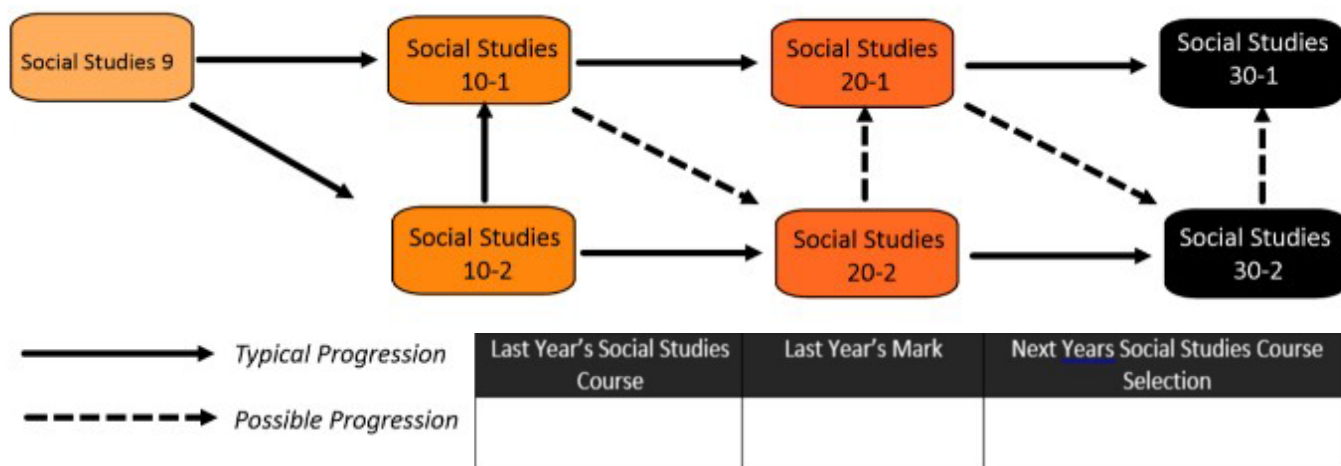 Social Studies 9
Social Studies
10-1
Social Studies
20-1
Social Studies
30-1
Social Studies
10-2
Social Studies
20-2
Social Studies
30-2
Typical Progression
Possible Progression
Last Year's Social Studies
Course
Last Year's Mark
Next Years Social Studies Course
Selection